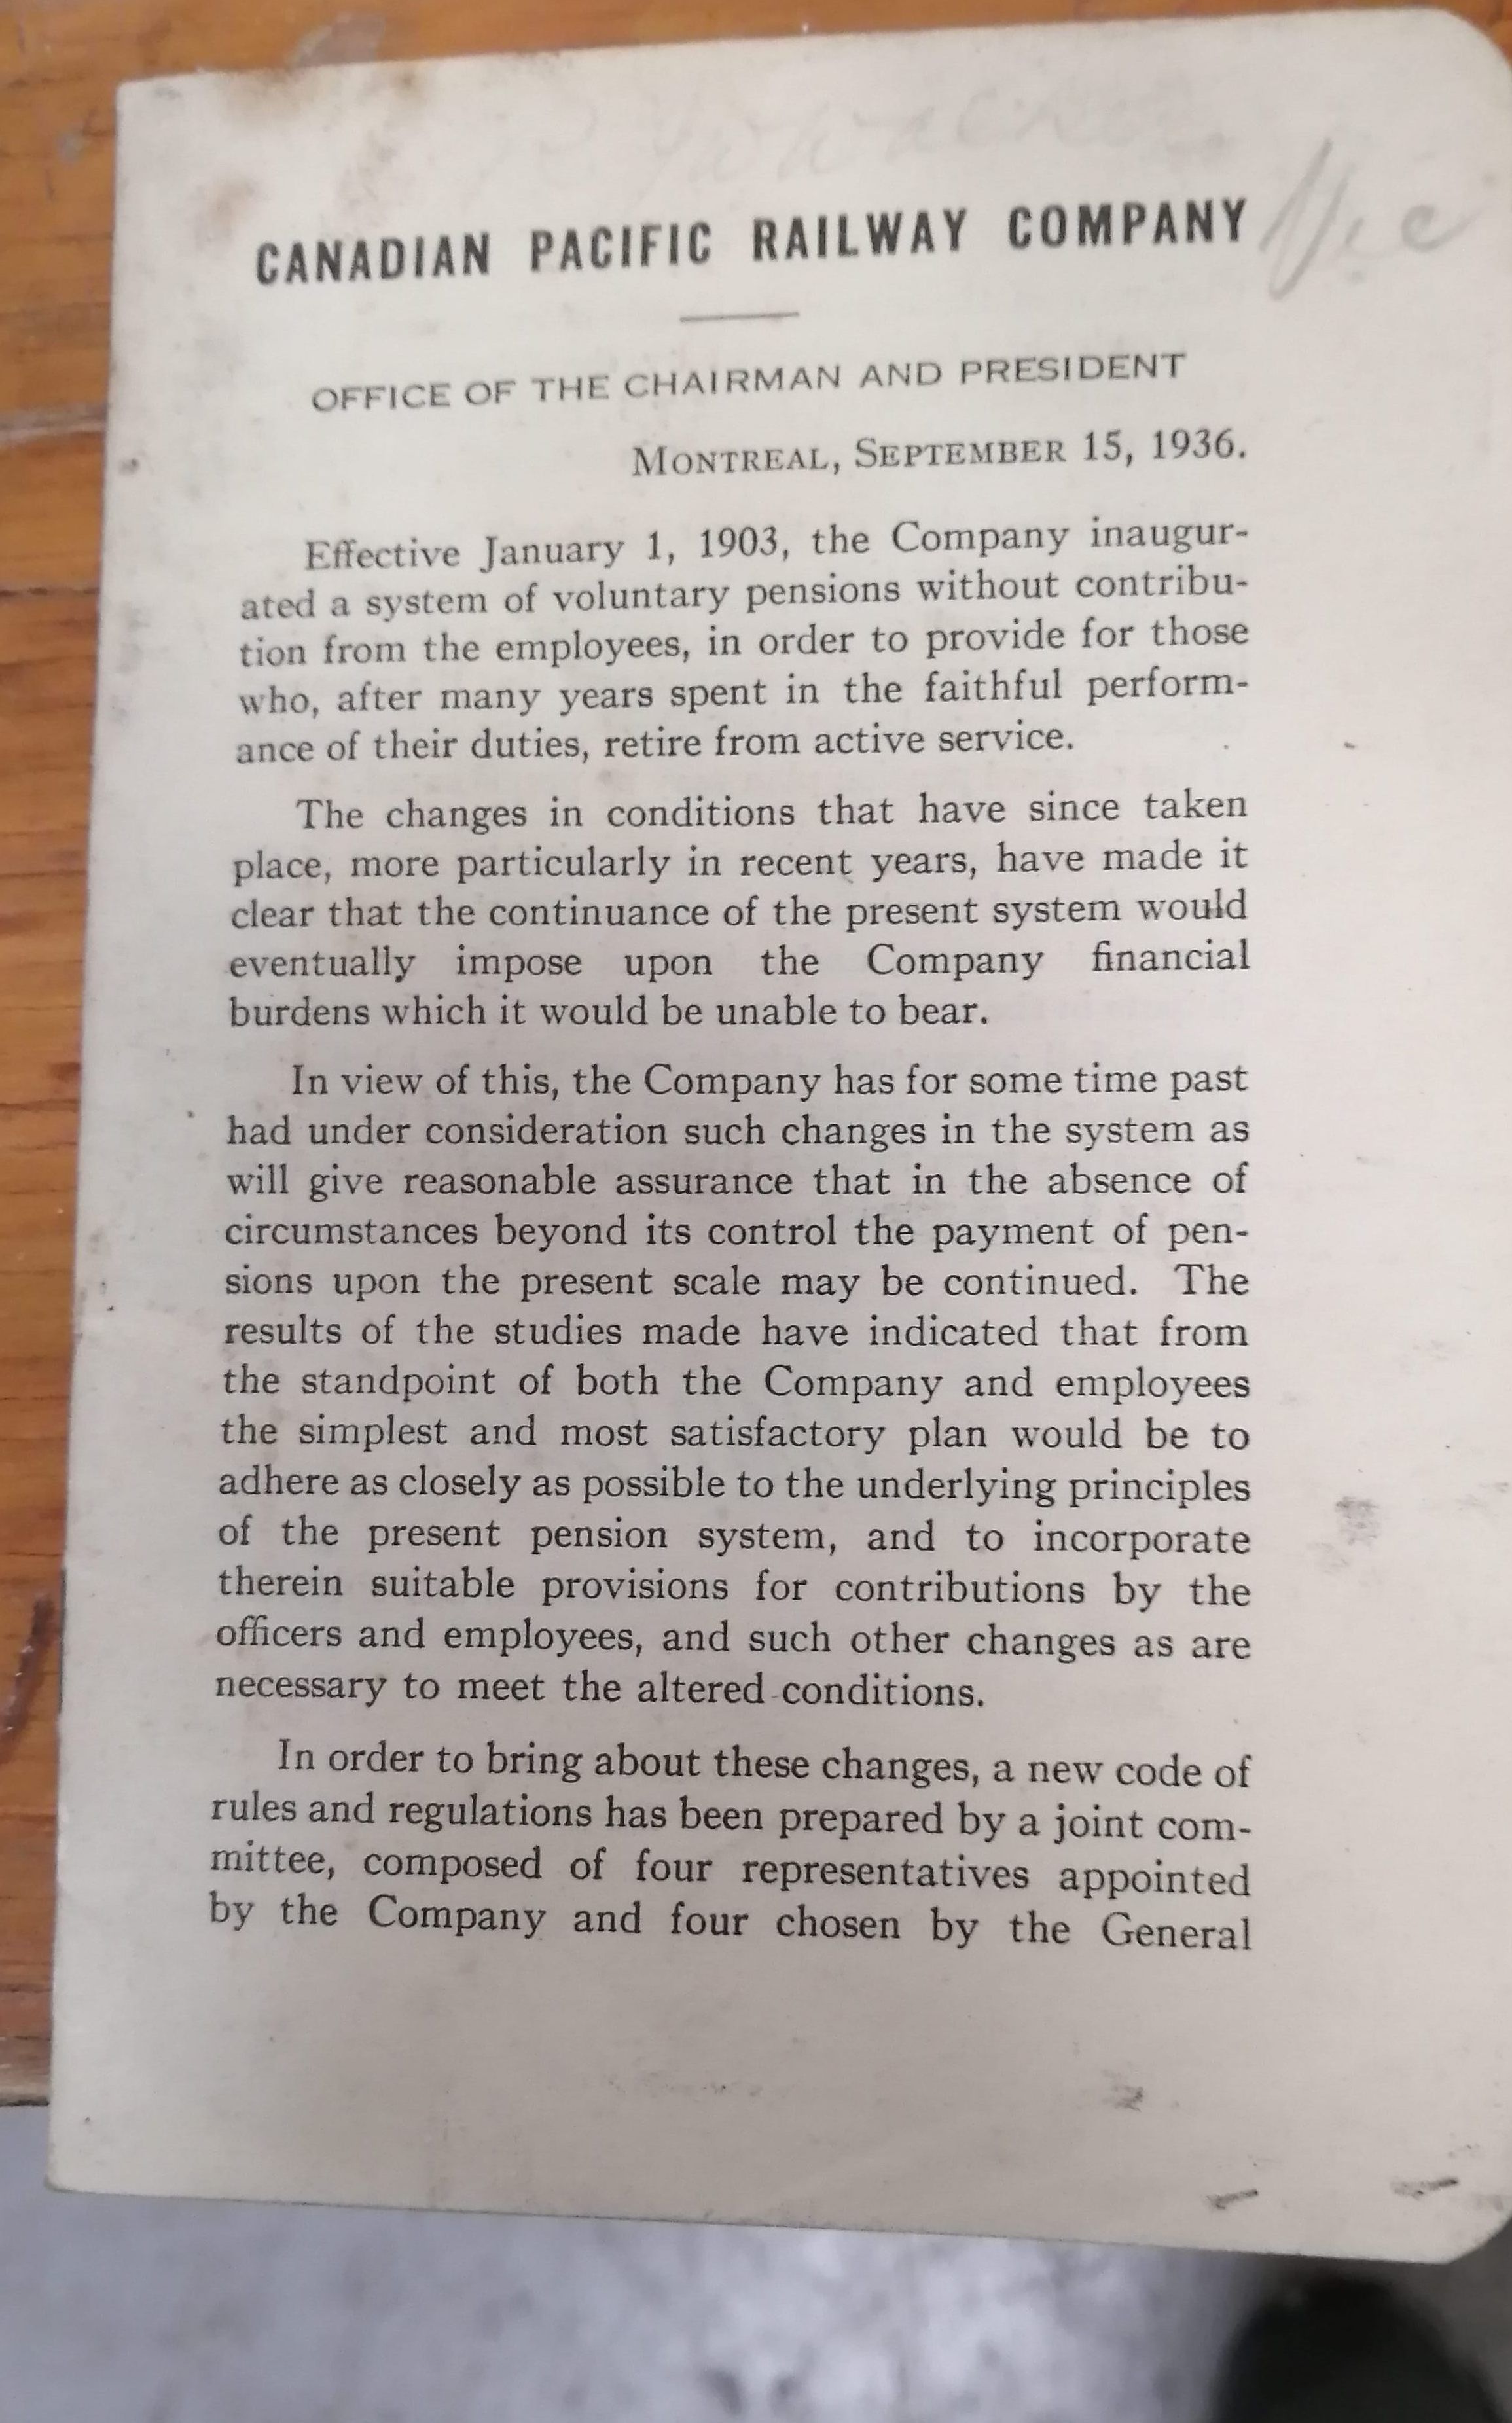 CANADIAN PACIFIC RAILWAY COMPANY
OFFICE OF THE CHAIRMAN AND PRESIDENT
MONTREAL, SEPTEMBER 15, 1936.
Effective January 1, 1903, the Company inaugur-
ated a system of voluntary pensions without contribu-
tion from the employees, in order to provide for those
who, after many years spent in the faithful perform-
ance of their duties, retire from active service.
The changes in conditions that have since taken
place, more particularly in recent years, have made it
clear that the continuance of the present system would
eventually impose upon the Company financial
burdens which it would be unable to bear.
In view of this, the Company has for some time past
had under consideration such changes in the system as
will give reasonable assurance that in the absence of
circumstances beyond its control the payment of pen-
sions upon the present scale may be continued. The
results of the studies made have indicated that from
the standpoint of both the Company and employees
the simplest and most satisfactory plan would be to
adhere as closely as possible to the underlying principles
of the present pension system, and to incorporate
therein suitable provisions for contributions by the
officers and employees, and such other changes as are
necessary to meet the altered conditions.
In order to bring about these changes, a new code of
rules and regulations has been prepared by a joint com-
mittee, composed of four representatives appointed
by the Company and four chosen by the General